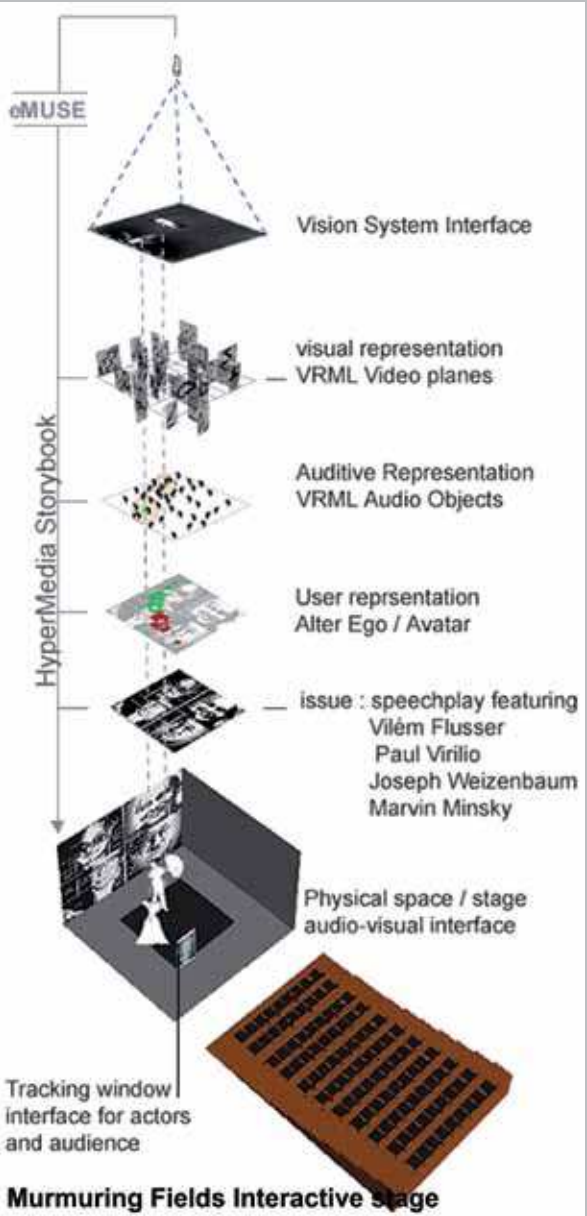 eMUSE
Vision System Interface
visual representation
VRML Video planes
HyperMedia Storybook
Auditive Representation
VRML Audio Objects
User reprsentation
Alter Ego / Avatar
issue : speechplay featuring
Vilém Flusser
Paul Virilio
Joseph Weizenbaum
Marvin Minsky
Physical space / stage
audio-visual interface
Tracking window
interface for actors
and audience
Murmuring Fields Interactive stage